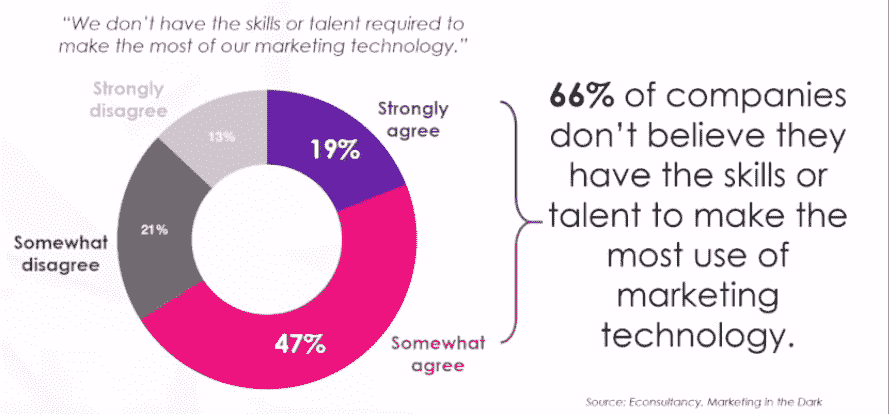 “We don’t have the skills or talent required to
make the most of our marketing technology.”
Strongly
disagree
13%
Strongly
agree
19%
Somewhat
disagree
21%
47%
Somewhat
agree
66% of companies
don’t believe they
have the skills or
talent to make the
most use of
marketing
technology.
Source: Econsultancy, Marketing in the Dark